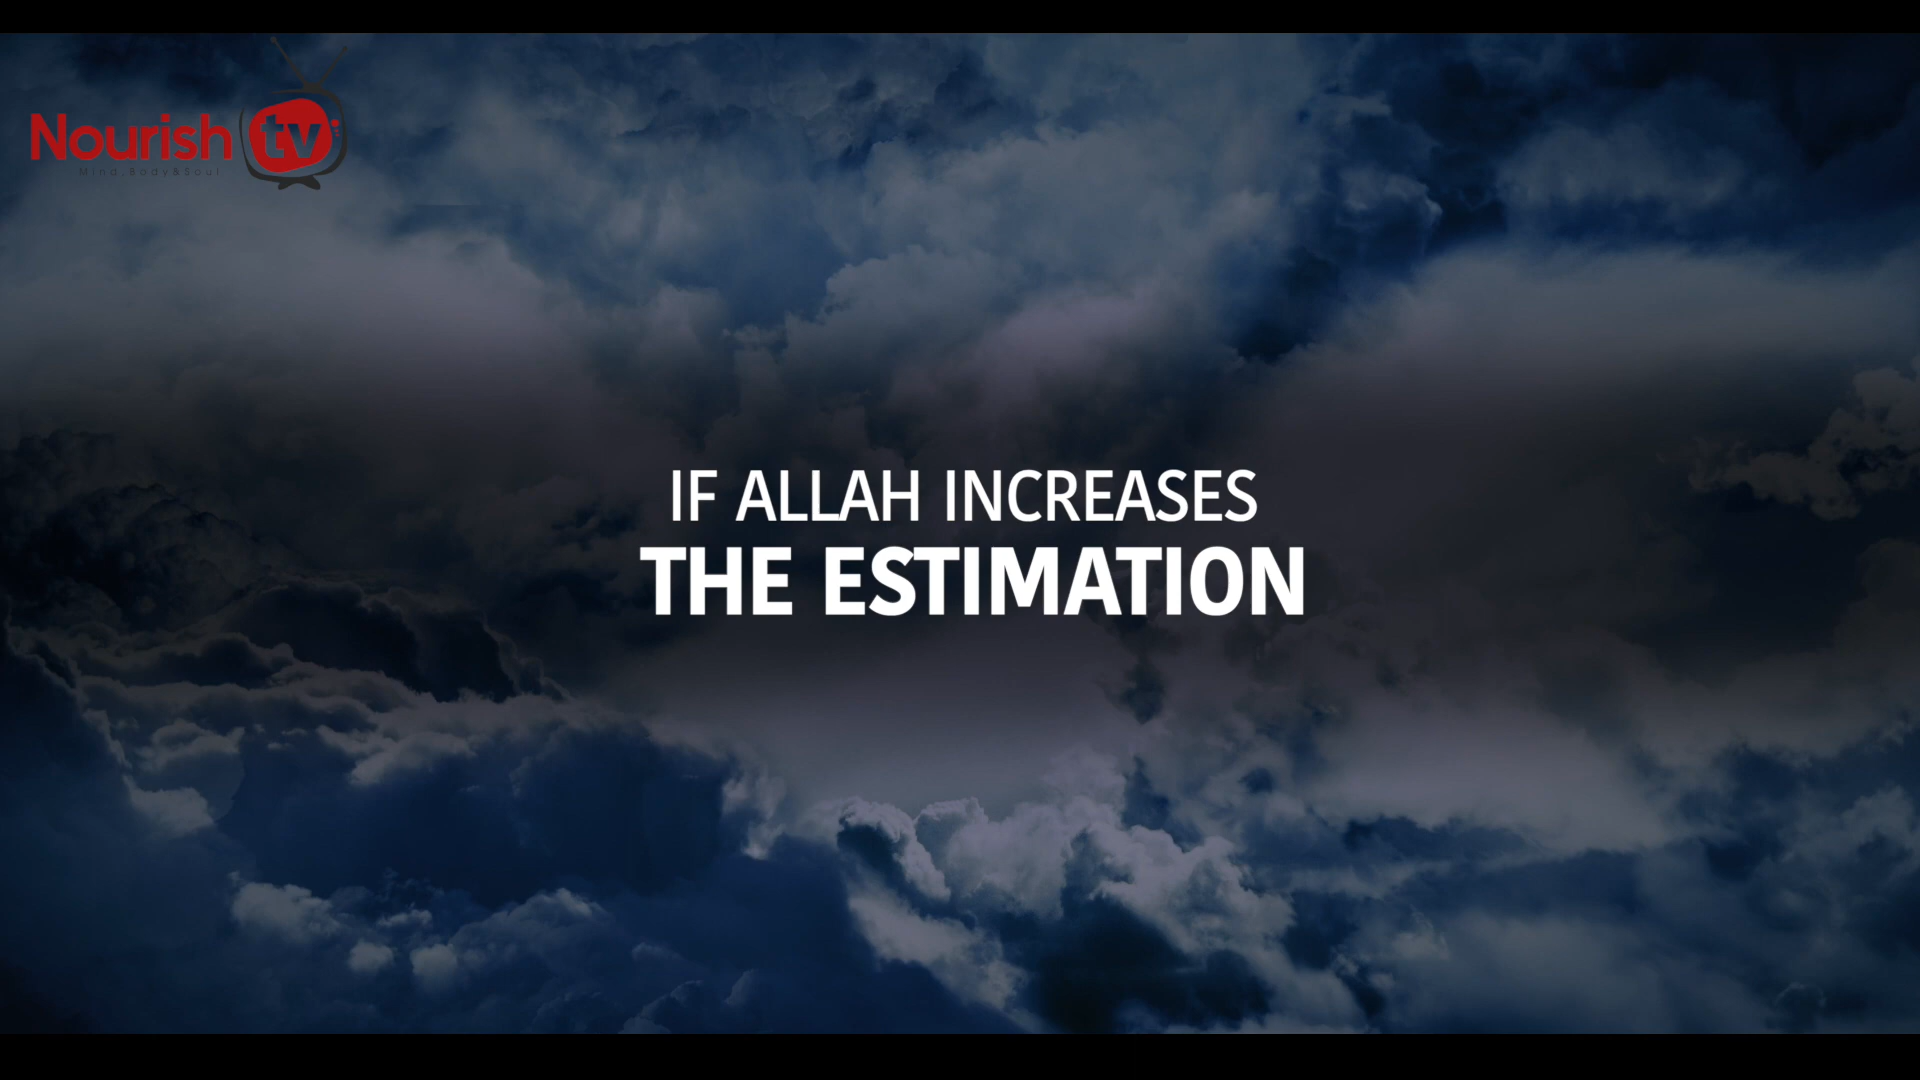 Nourish tv
Mind, Body & Soul
IF ALLAH INCREASES
THE ESTIMATION